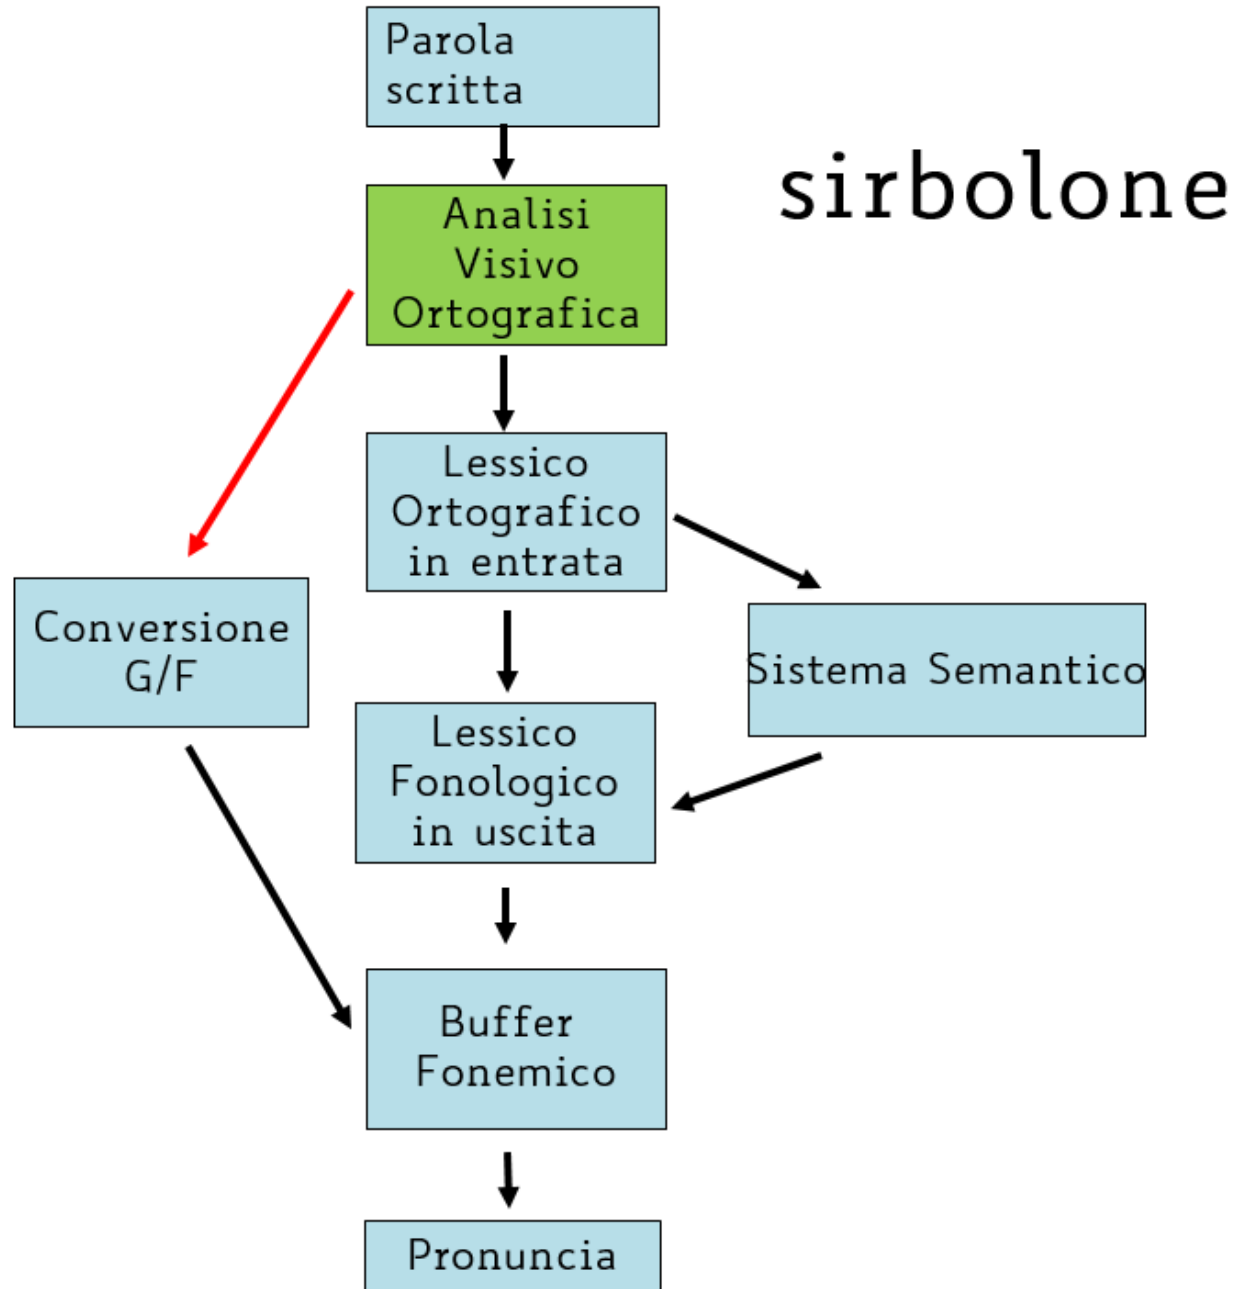 Parola
scritta
sirbolone
Analisi
Visivo
Ortografica
Lessico
Ortografico
in entrata
Conversione
G/F
Sistema Semantico
Lessico
Fonologico
in uscita
Buffer
Fonemico
Pronuncia